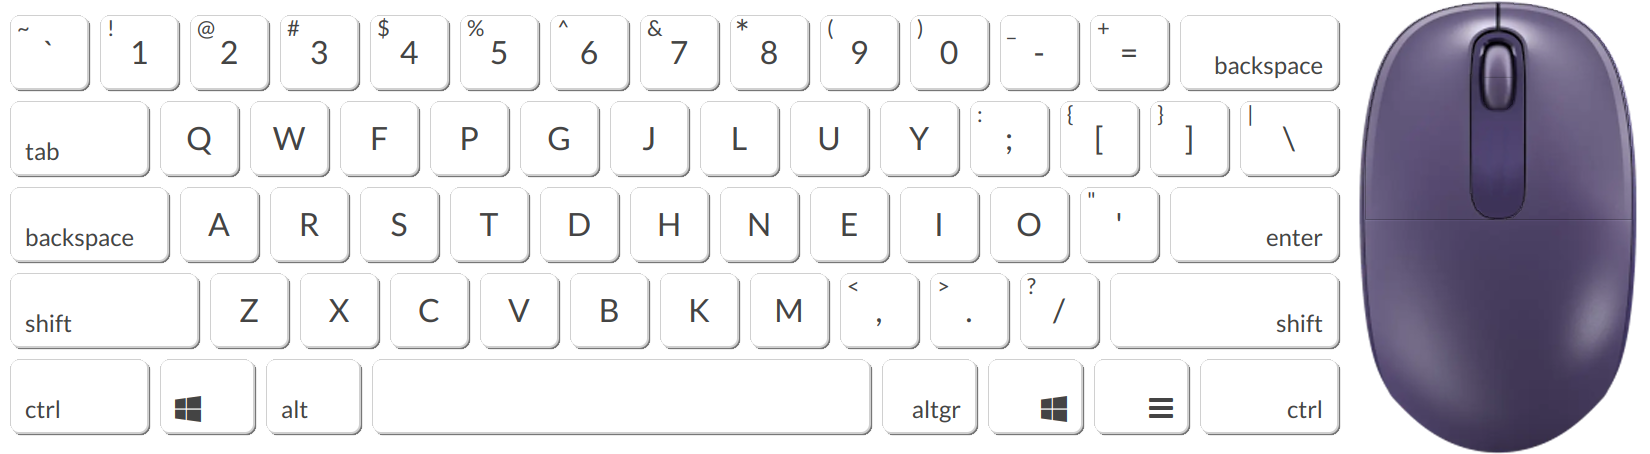 ~ ` ! 1 @ 2 # 3 $ 4 % 5 ^ 6 & 7 * 8 ( 9 ) 0 _ - + = backspace
tab Q W F P G J L U Y : ; { [ } ] | \
backspace A R S T D H N E I O " ' enter
shift Z X C V B K M < , > . ? / shift
ctrl alt altgr ctrl